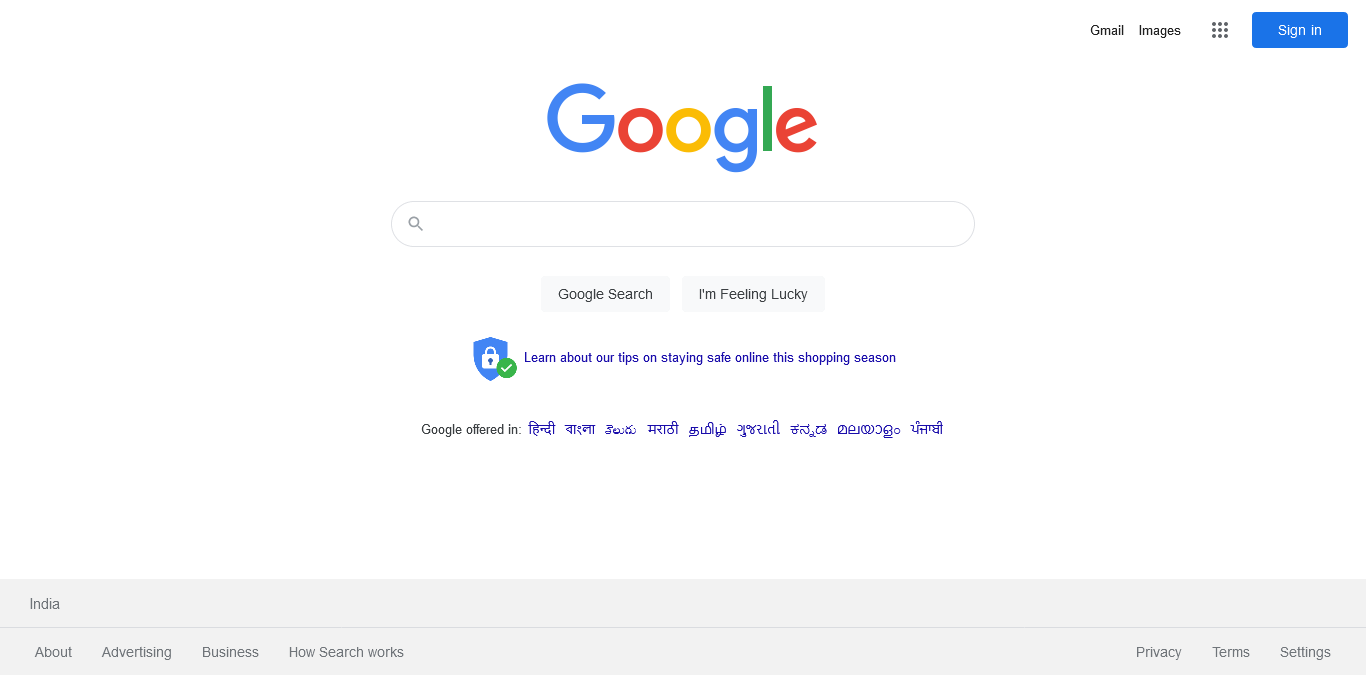 Gmail Images Sign in
Google
Google Search I'm Feeling Lucky
Learn about our tips on staying safe online this shopping season
Google offered in: हिन्दी বাংলা తెలుగు मराठी தமிழ் ગુજરાતી ಕನ್ನಡ മലയാളം ਪੰਜਾਬੀ
India
About Advertising Business How Search works Privacy Terms Settings